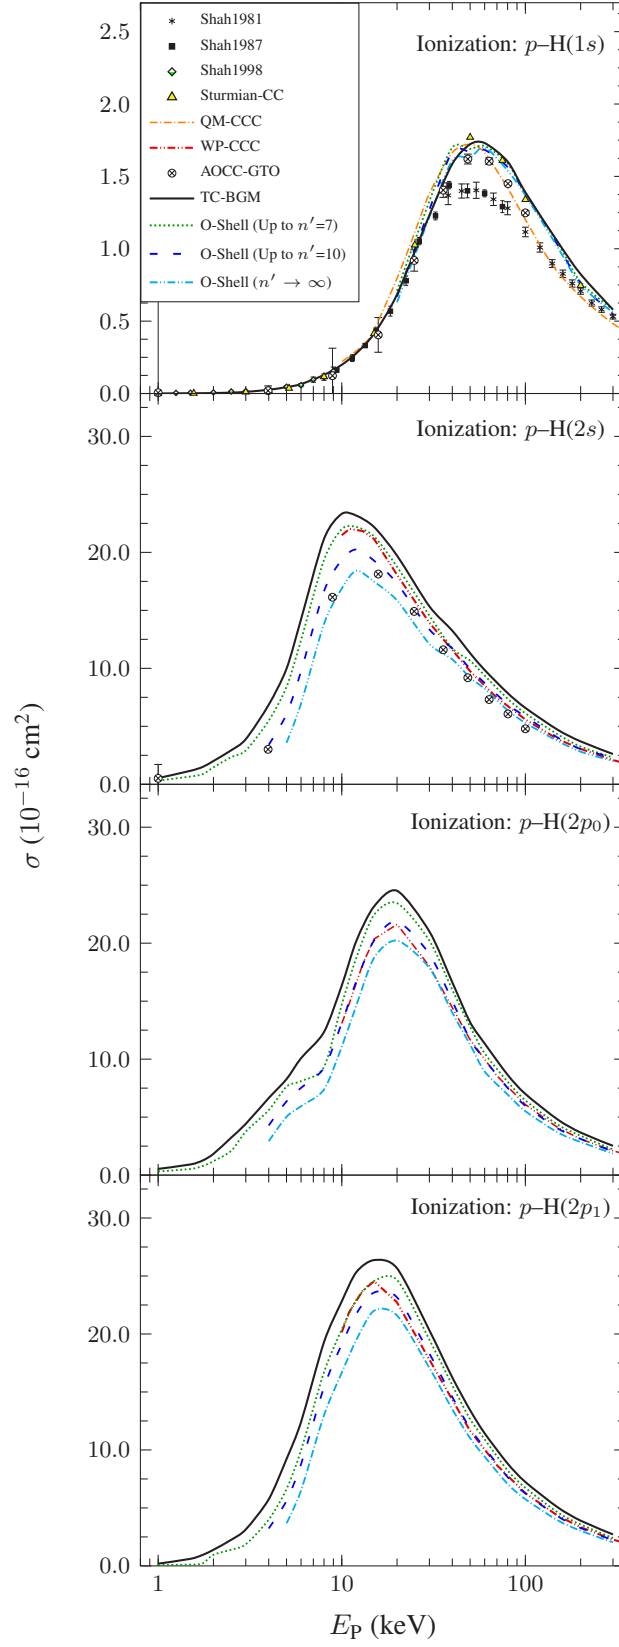 Ionization: p–H(1s)
Shah1981
Shah1987
Shah1998
Sturmian-CC
QM-CCC
WP-CCC
AOCC-GTO
TC-BGM
O-Shell (Up to n′=7)
O-Shell (Up to n′=10)
O-Shell (n′ → ∞)
2.5
2.0
1.5
1.0
0.5
0.0
Ionization: p–H(2s)
30.0
20.0
10.0
0.0
Ionization: p–H(2p₀)
30.0
20.0
10.0
0.0
Ionization: p–H(2p₁)
30.0
20.0
10.0
0.0
σ (10⁻¹⁶ cm²)
1 10 100
E_P (keV)